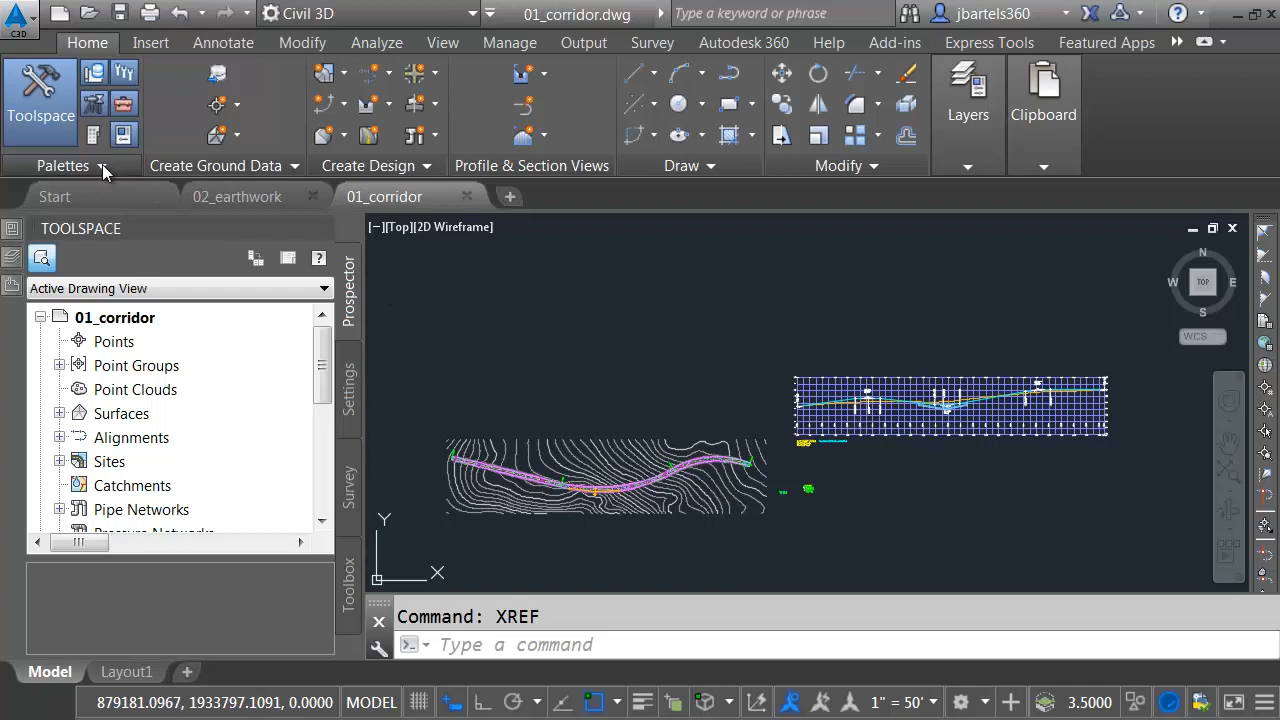 Civil 3D
01_corridor.dwg
Type a keyword or phrase
jbartels360
C3D
Home
Insert
Annotate
Modify
Analyze
View
Manage
Output
Survey
Autodesk 360
Help
Add-ins
Express Tools
Featured Apps
Toolspace
Layers
Clipboard
Palettes
Create Ground Data
Create Design
Profile & Section Views
Draw
Modify
Start
02_earthwork
01_corridor
TOOLSPACE
Active Drawing View
01_corridor
Points
Point Groups
Point Clouds
Surfaces
Alignments
Sites
Catchments
Pipe Networks
Prospector
Settings
Survey
Toolbox
[−][Top][2D Wireframe]
N
W
TOP
E
S
WCS
Y
X
Command: XREF
Type a command
Model
Layout1
879181.0967, 1933797.1091, 0.0000
MODEL
1" = 50'
3.5000